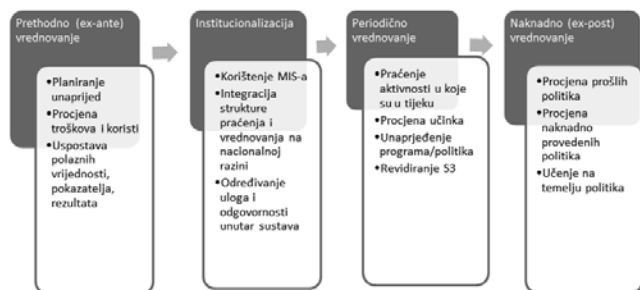 Prethodno (ex-ante)
vrednovanje
•Planiranje
unaprijed
•Procjena
troškova i koristi
•Uspostava
polaznih
vrijednosti,
pokazatelja,
rezultata
Institucionalizacija
•Korištenje MIS-a
•Integracija
strukture
praćenja i
vrednovanja na
nacionalnoj
razini
•Određivanje
uloga i
odgovornosti
unutar sustava
Periodično
vrednovanje
•Praćenje
aktivnosti u koje
su u tijeku
•Procjena učinka
•Unaprjeđenje
programa/politika
•Revidiranje S3
Naknadno (ex-post)
vrednovanje
•Procjena prošlih
politika
•Procjena
naknadno
provedenih
politika
•Učenje na
temelju politika